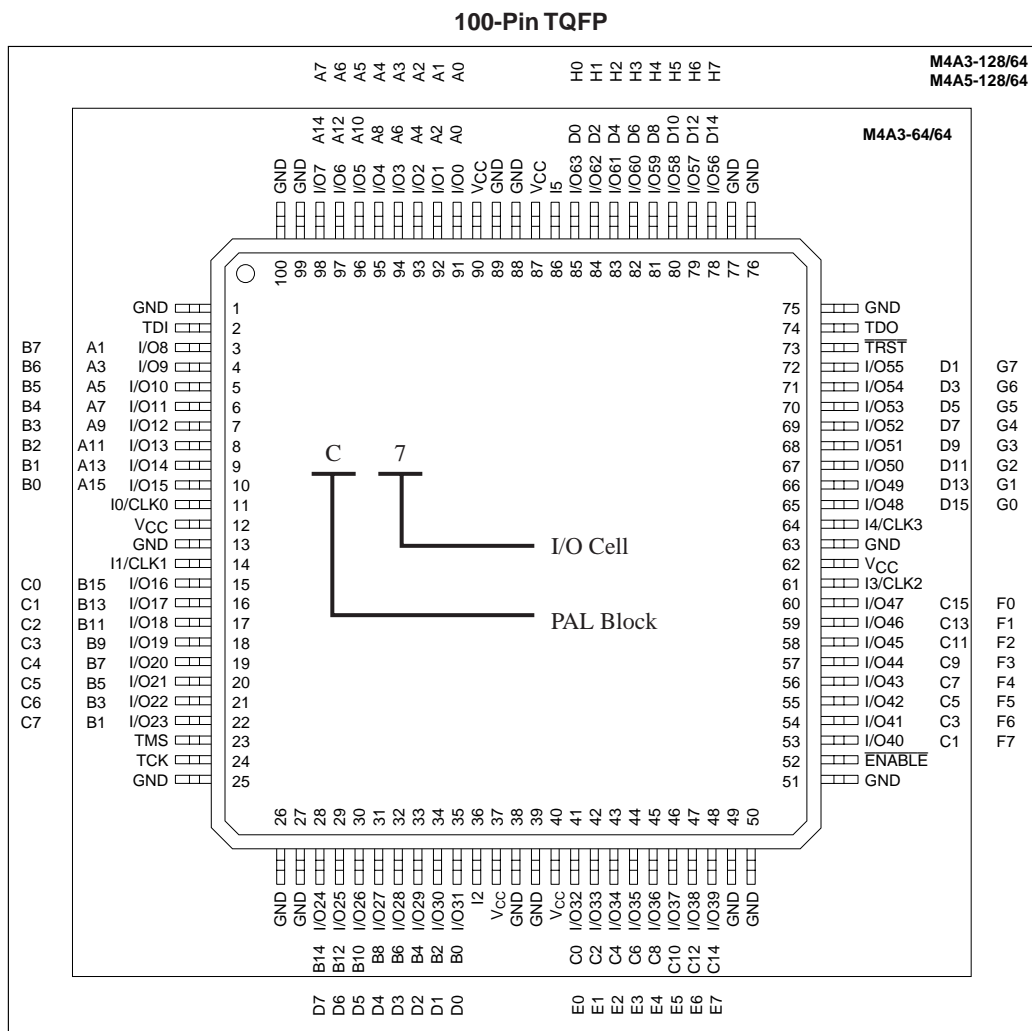 100-Pin TQFP
M4A3-128/64
M4A5-128/64
A7 A6 A5 A4 A3 A2 A1 A0 H0 H1 H2 H3 H4 H5 H6 H7
M4A3-64/64
A14 A12 A10 A8 A6 A4 A2 A0 D0 D2 D4 D6 D8 D10 D12 D14
GND GND I/O7 I/O6 I/O5 I/O4 I/O3 I/O2 I/O1 I/O0 VCC GND GND VCC I5 I/O63 I/O62 I/O61 I/O60 I/O59 I/O58 I/O57 I/O56 GND GND
100 99 98 97 96 95 94 93 92 91 90 89 88 87 86 85 84 83 82 81 80 79 78 77 76
GND 1 75 GND
TDI 2 74 TDO
B7 A1 I/O8 3 73 TRST
B6 A3 I/O9 4 72 I/O55 D1 G7
B5 A5 I/O10 5 71 I/O54 D3 G6
B4 A7 I/O11 6 70 I/O53 D5 G5
B3 A9 I/O12 7 69 I/O52 D7 G4
B2 A11 I/O13 8 68 I/O51 D9 G3
B1 A13 I/O14 9 67 I/O50 D11 G2
B0 A15 I/O15 10 66 I/O49 D13 G1
I0/CLK0 11 65 I/O48 D15 G0
VCC 12 64 I4/CLK3
GND 13 63 GND
I1/CLK1 14 62 VCC
C0 B15 I/O16 15 61 I3/CLK2
C1 B13 I/O17 16 60 I/O47 C15 F0
C2 B11 I/O18 17 59 I/O46 C13 F1
C3 B9 I/O19 18 58 I/O45 C11 F2
C4 B7 I/O20 19 57 I/O44 C9 F3
C5 B5 I/O21 20 56 I/O43 C7 F4
C6 B3 I/O22 21 55 I/O42 C5 F5
C7 B1 I/O23 22 54 I/O41 C3 F6
TMS 23 53 I/O40 C1 F7
TCK 24 52 ENABLE
GND 25 51 GND
C 7
I/O Cell
PAL Block
26 27 28 29 30 31 32 33 34 35 36 37 38 39 40 41 42 43 44 45 46 47 48 49 50
GND GND I/O24 I/O25 I/O26 I/O27 I/O28 I/O29 I/O30 I/O31 I2 VCC GND GND VCC I/O32 I/O33 I/O34 I/O35 I/O36 I/O37 I/O38 I/O39 GND GND
B14 B12 B10 B8 B6 B4 B2 B0 C0 C2 C4 C6 C8 C10 C12 C14
D7 D6 D5 D4 D3 D2 D1 D0 E0 E1 E2 E3 E4 E5 E6 E7